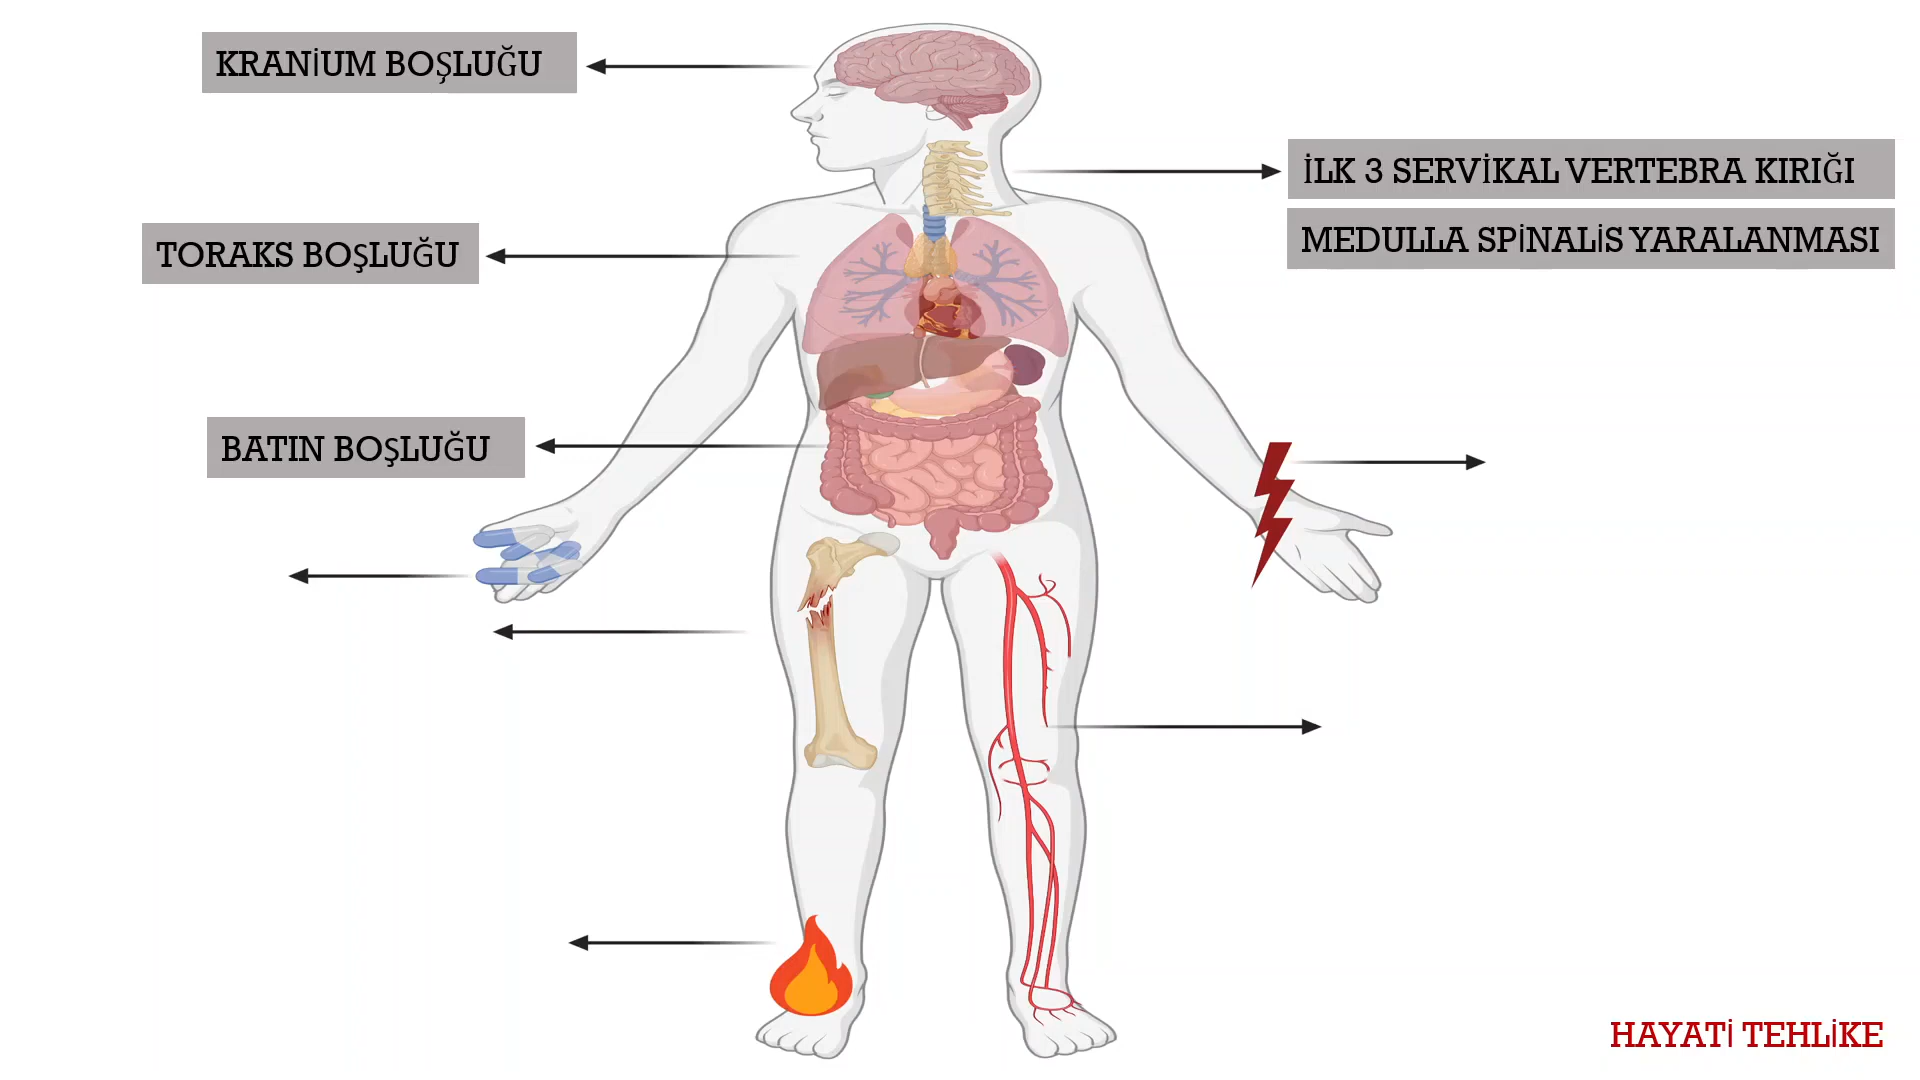 KRANİUM BOŞLUĞU
İLK 3 SERVİKAL VERTEBRA KIRIĞI
MEDULLA SPİNALİS YARALANMASI
TORAKS BOŞLUĞU
BATIN BOŞLUĞU
HAYATİ TEHLİKE